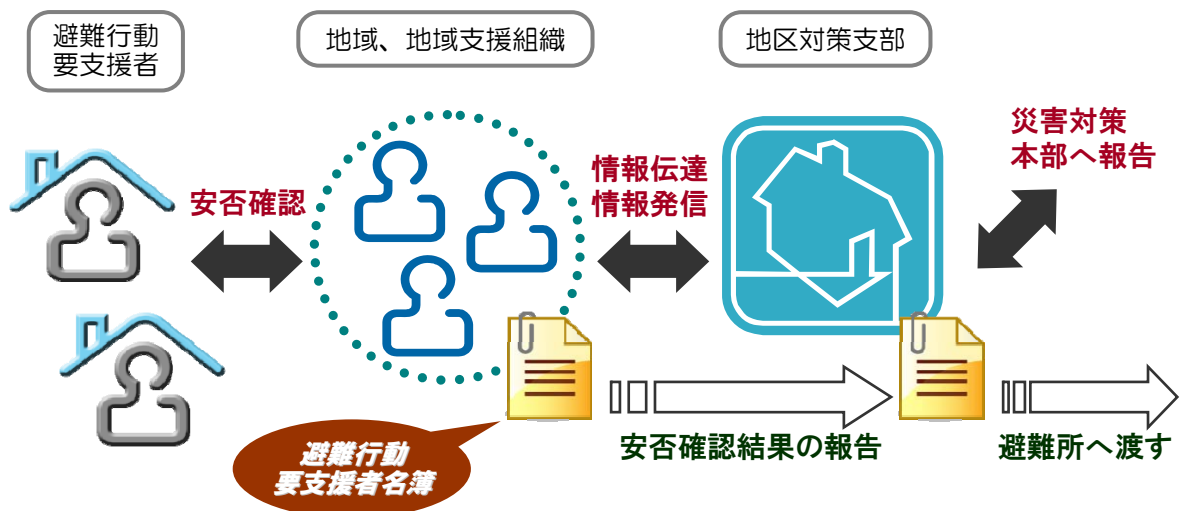 避難行動
要支援者
地域、地域支援組織
地区対策支部
災害対策
本部へ報告
安否確認
情報伝達
情報発信
安否確認結果の報告
避難所へ渡す
避難行動
要支援者名簿